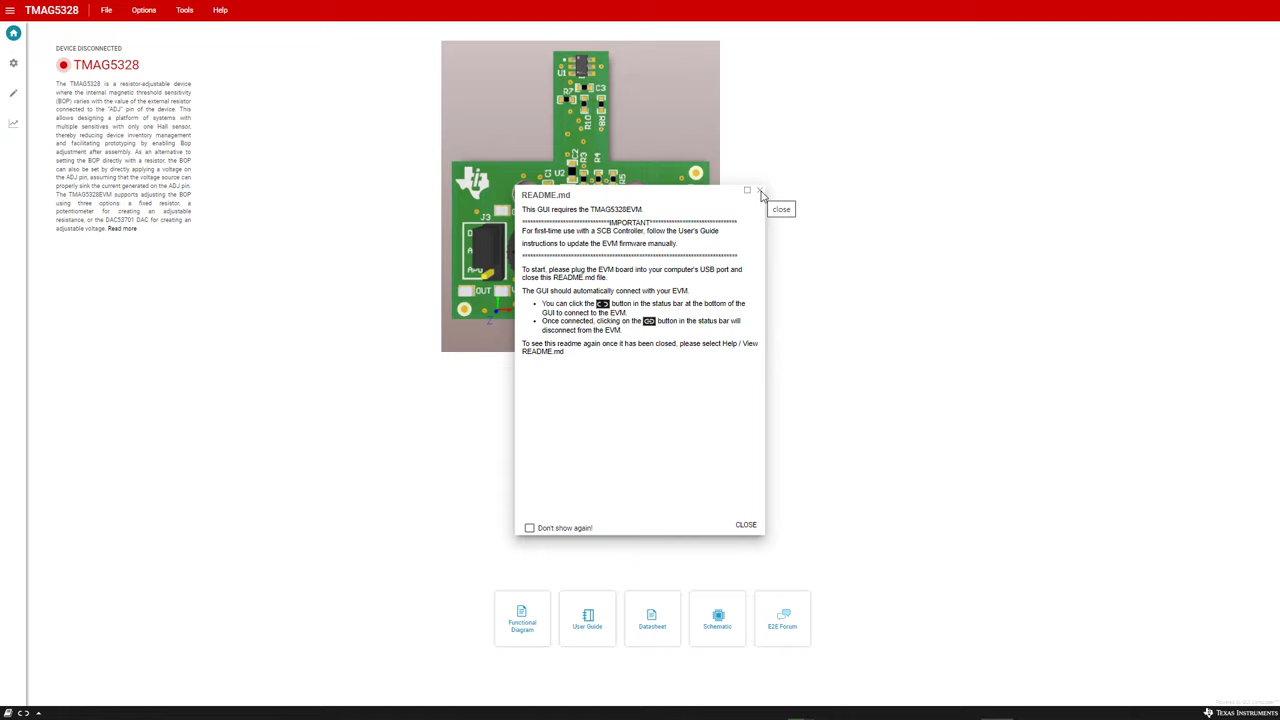 TMAG5328
File
Options
Tools
Help
DEVICE DISCONNECTED
TMAG5328
The TMAG5328 is a resistor-adjustable device
where the internal magnetic threshold sensitivity
(BOP) varies with the value of the external resistor
connected to the "ADJ" pin of the device. This
allows designing a platform of systems with
multiple sensitives with only one Hall sensor,
thereby reducing device inventory management
and facilitating prototyping by enabling Bop
adjustment after assembly. As an alternative to
setting the BOP directly with a resistor, the BOP
can also be set by directly applying a voltage on
the ADJ pin, assuming that the voltage source can
properly sink the current generated on the ADJ pin.
The TMAG5328EVM supports adjusting the BOP
using three options: a fixed resistor, a
potentiometer for creating an adjustable
resistance, or the DAC53701 DAC for creating an
adjustable voltage. Read more
U1
R7
C3
R10
R8
C2
R3
R4
C1 U2
R5
J3
OUT
Z
README.md
close
This GUI requires the TMAG5328EVM.
********************************IMPORTANT********************************
For first-time use with a SCB Controller, follow the User's Guide
instructions to update the EVM firmware manually.
********************************************************************************
To start, please plug the EVM board into your computer's USB port and
close this README.md file.
The GUI should automatically connect with your EVM.
• You can click the button in the status bar at the bottom of the
GUI to connect to the EVM.
• Once connected, clicking on the button in the status bar will
disconnect from the EVM.
To see this readme again once it has been closed, please select Help / View
README.md
Don't show again!
CLOSE
Functional
Diagram
User Guide
Datasheet
Schematic
E2E Forum
TEXAS INSTRUMENTS